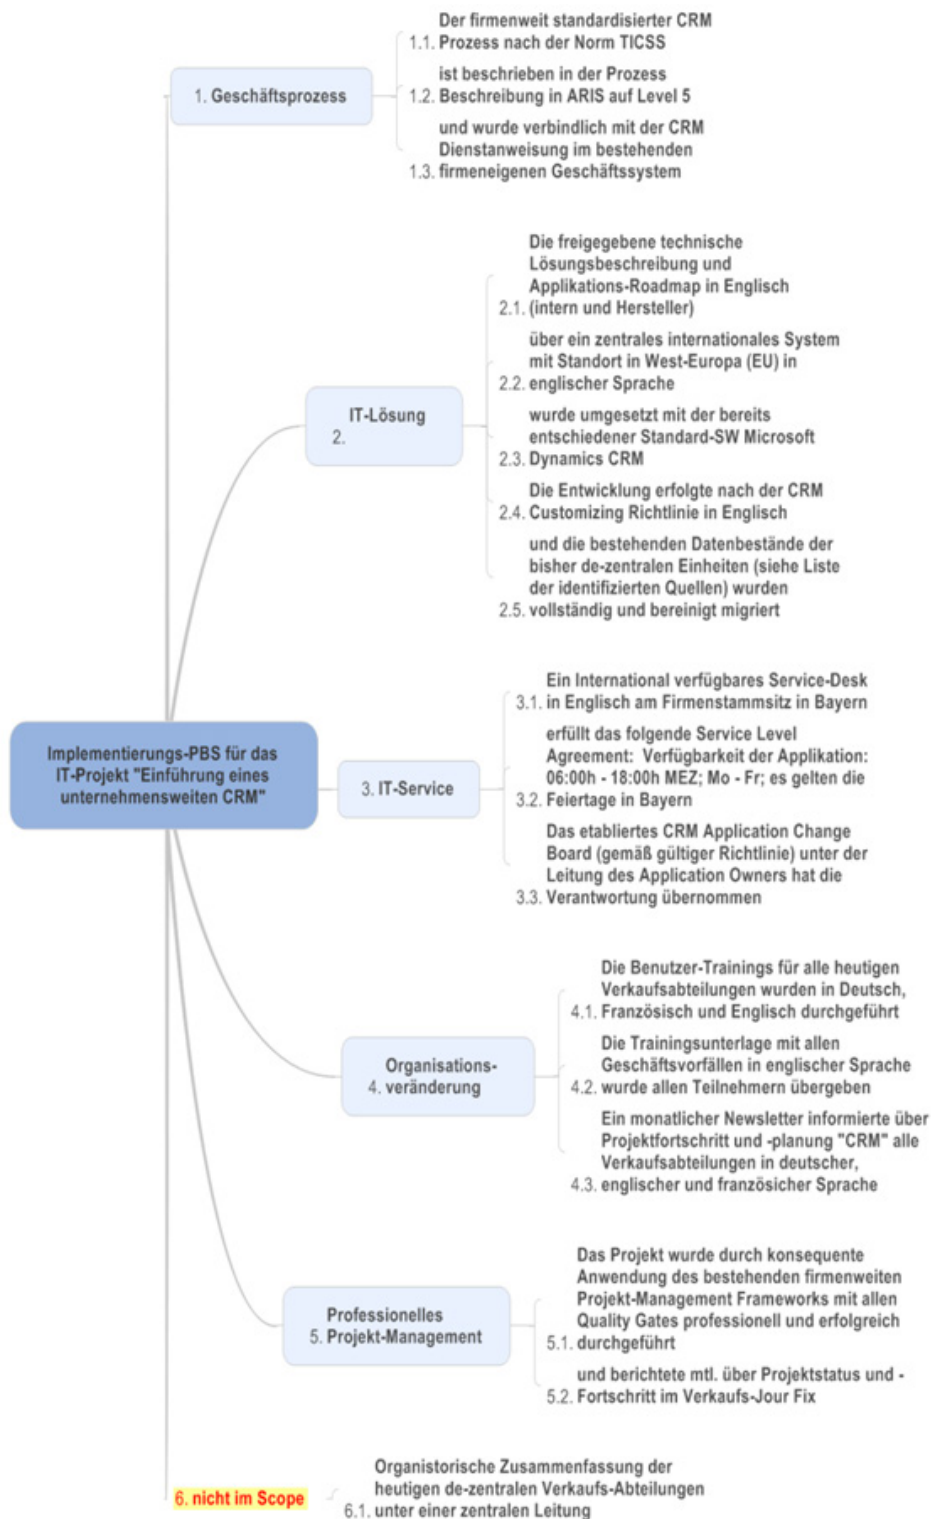 Der firmenweit standardisierter CRM
1.1. Prozess nach der Norm TICSS
ist beschrieben in der Prozess
1.2. Beschreibung in ARIS auf Level 5
und wurde verbindlich mit der CRM
Dienstanweisung im bestehenden
1.3. firmeneigenen Geschäftssystem
1. Geschäftsprozess
Die freigegebene technische
Lösungsbeschreibung und
Applikations-Roadmap in Englisch
2.1. (intern und Hersteller)
über ein zentrales internationales System
mit Standort in West-Europa (EU) in
2.2. englischer Sprache
wurde umgesetzt mit der bereits
entschiedener Standard-SW Microsoft
2.3. Dynamics CRM
Die Entwicklung erfolgte nach der CRM
2.4. Customizing Richtlinie in Englisch
und die bestehenden Datenbestände der
bisher de-zentralen Einheiten (siehe Liste
der identifizierten Quellen) wurden
2.5. vollständig und bereinigt migriert
IT-Lösung
2.
Ein International verfügbares Service-Desk
3.1. in Englisch am Firmenstammsitz in Bayern
erfüllt das folgende Service Level
Agreement: Verfügbarkeit der Applikation:
06:00h - 18:00h MEZ; Mo - Fr; es gelten die
3.2. Feiertage in Bayern
Das etabliertes CRM Application Change
Board (gemäß gültiger Richtlinie) unter der
Leitung des Application Owners hat die
3.3. Verantwortung übernommen
3. IT-Service
Implementierungs-PBS für das
IT-Projekt "Einführung eines
unternehmensweiten CRM"
Die Benutzer-Trainings für alle heutigen
Verkaufsabteilungen wurden in Deutsch,
4.1. Französisch und Englisch durchgeführt
Die Trainingsunterlage mit allen
Geschäftsvorfällen in englischer Sprache
4.2. wurde allen Teilnehmern übergeben
Ein monatlicher Newsletter informierte über
Projektfortschritt und -planung "CRM" alle
Verkaufsabteilungen in deutscher,
4.3. englischer und französicher Sprache
Organisations-
4. veränderung
Das Projekt wurde durch konsequente
Anwendung des bestehenden firmenweiten
Projekt-Management Frameworks mit allen
Quality Gates professionell und erfolgreich
5.1. durchgeführt
und berichtete mtl. über Projektstatus und -
5.2. Fortschritt im Verkaufs-Jour Fix
Professionelles
5. Projekt-Management
Organistorische Zusammenfassung der
heutigen de-zentralen Verkaufs-Abteilungen
6.1. unter einer zentralen Leitung
6. nicht im Scope